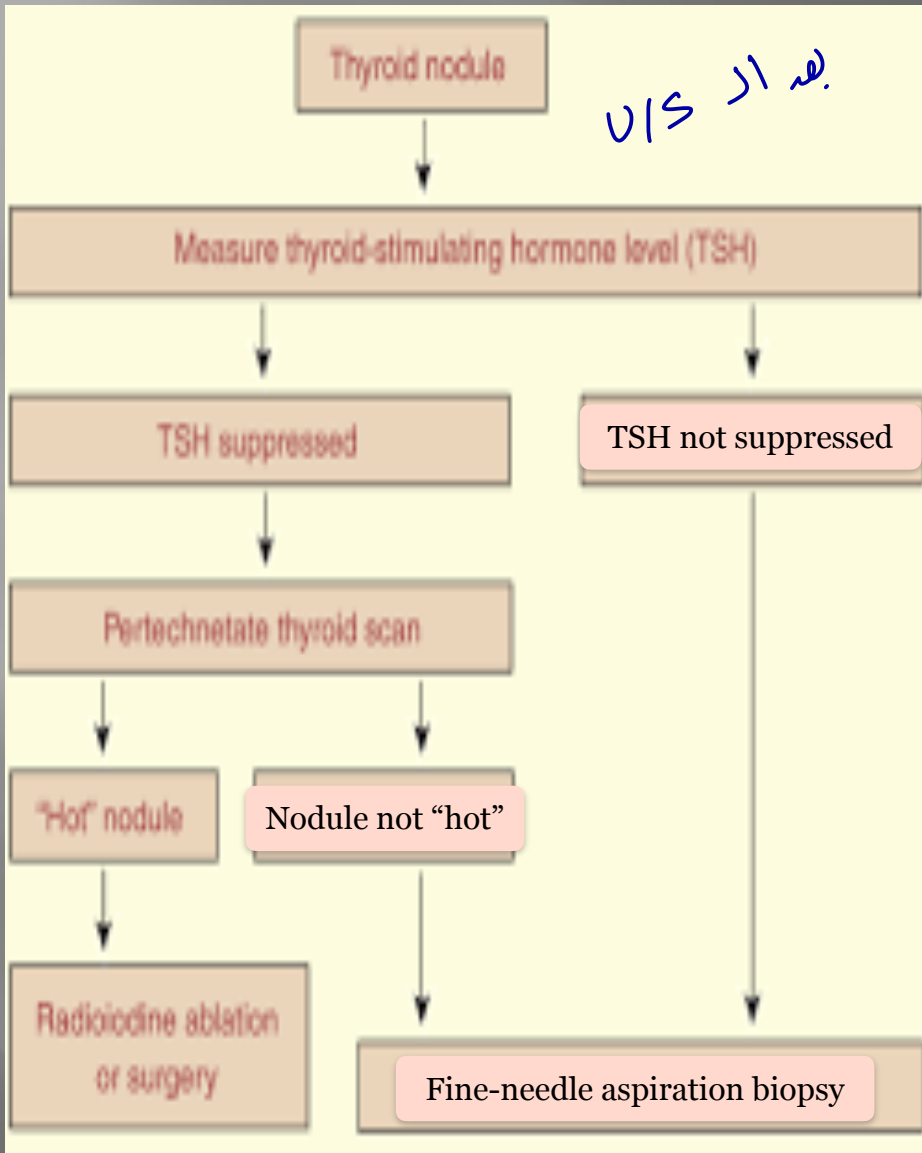 Thyroid nodule
بعد ال U/S
Measure thyroid-stimulating hormone level (TSH)
TSH suppressed
TSH not suppressed
Pertechnetate thyroid scan
"Hot" nodule
Nodule not “hot”
Radioiodine ablation
or surgery
Fine-needle aspiration biopsy